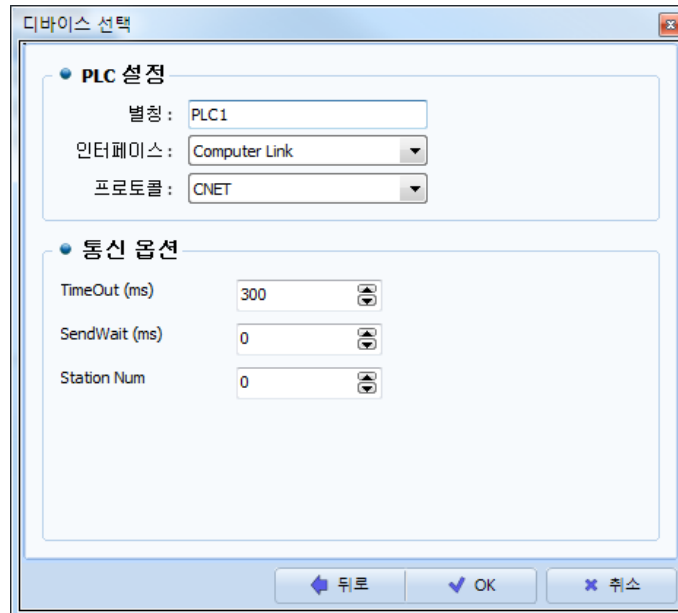 디바이스 선택
PLC 설정
별칭 : PLC1
인터페이스 : Computer Link
프로토콜 : CNET
통신 옵션
TimeOut (ms) 300
SendWait (ms) 0
Station Num 0
뒤로 OK 취소